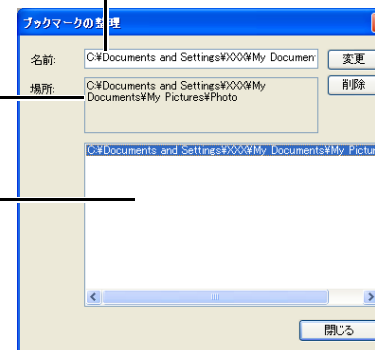 ブックマークの整理
名前:
C:¥Documents and Settings¥XXX¥My Documen
変更
場所:
C:¥Documents and Settings¥XXX¥My
Documents¥My Pictures¥Photo
削除
C:¥Documents and Settings¥XXX¥My Documents¥My Pictur
閉じる